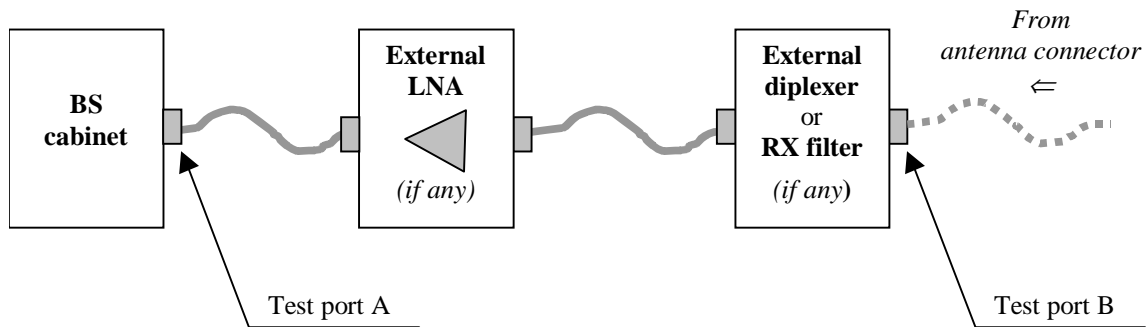 BS
cabinet
External
LNA
(if any)
External
diplexer
or
RX filter
(if any)
From
antenna connector
⇐
Test port A
Test port B